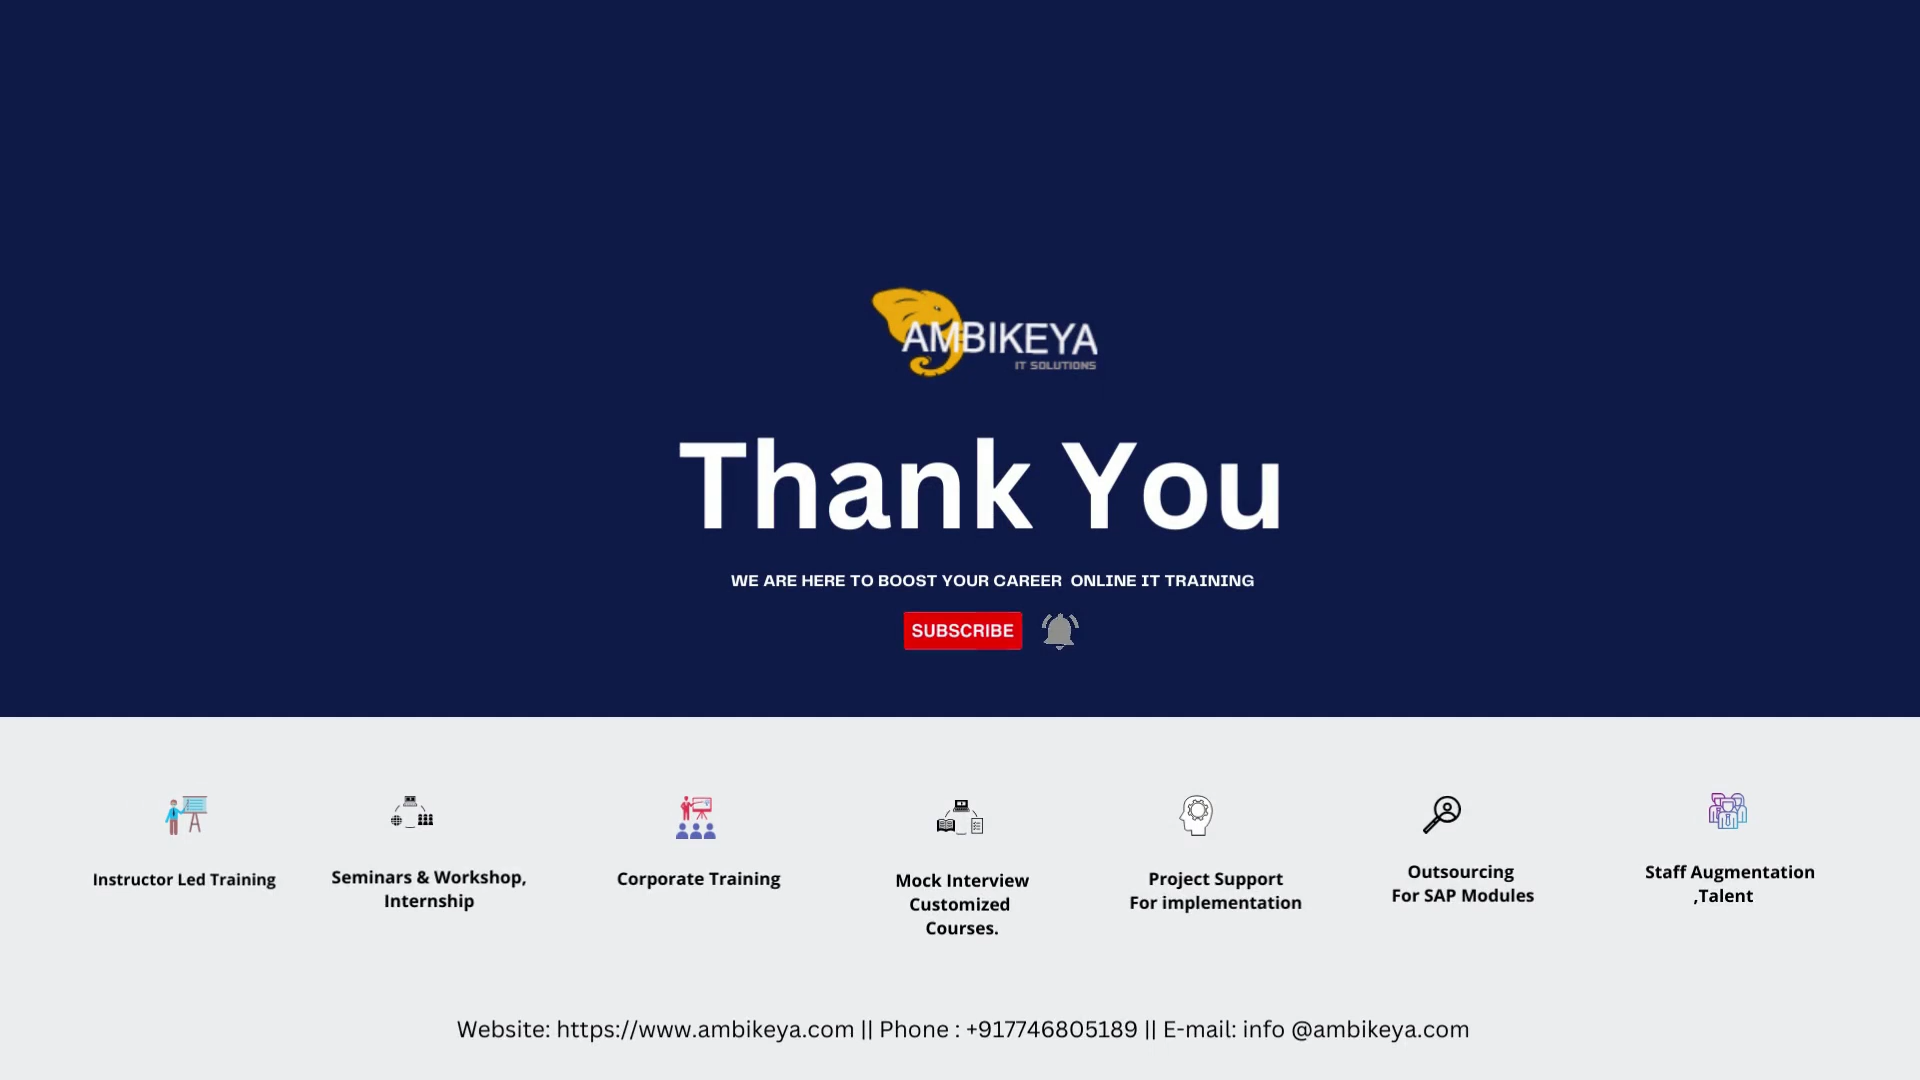 AMBIKEYA
IT SOLUTIONS
Thank You
WE ARE HERE TO BOOST YOUR CAREER  ONLINE IT TRAINING
SUBSCRIBE
Instructor Led Training
Seminars & Workshop,
Internship
Corporate Training
Mock Interview
Customized
Courses.
Project Support
For implementation
Outsourcing
For SAP Modules
Staff Augmentation
,Talent
Website: https://www.ambikeya.com || Phone : +917746805189 || E-mail: info @ambikeya.com